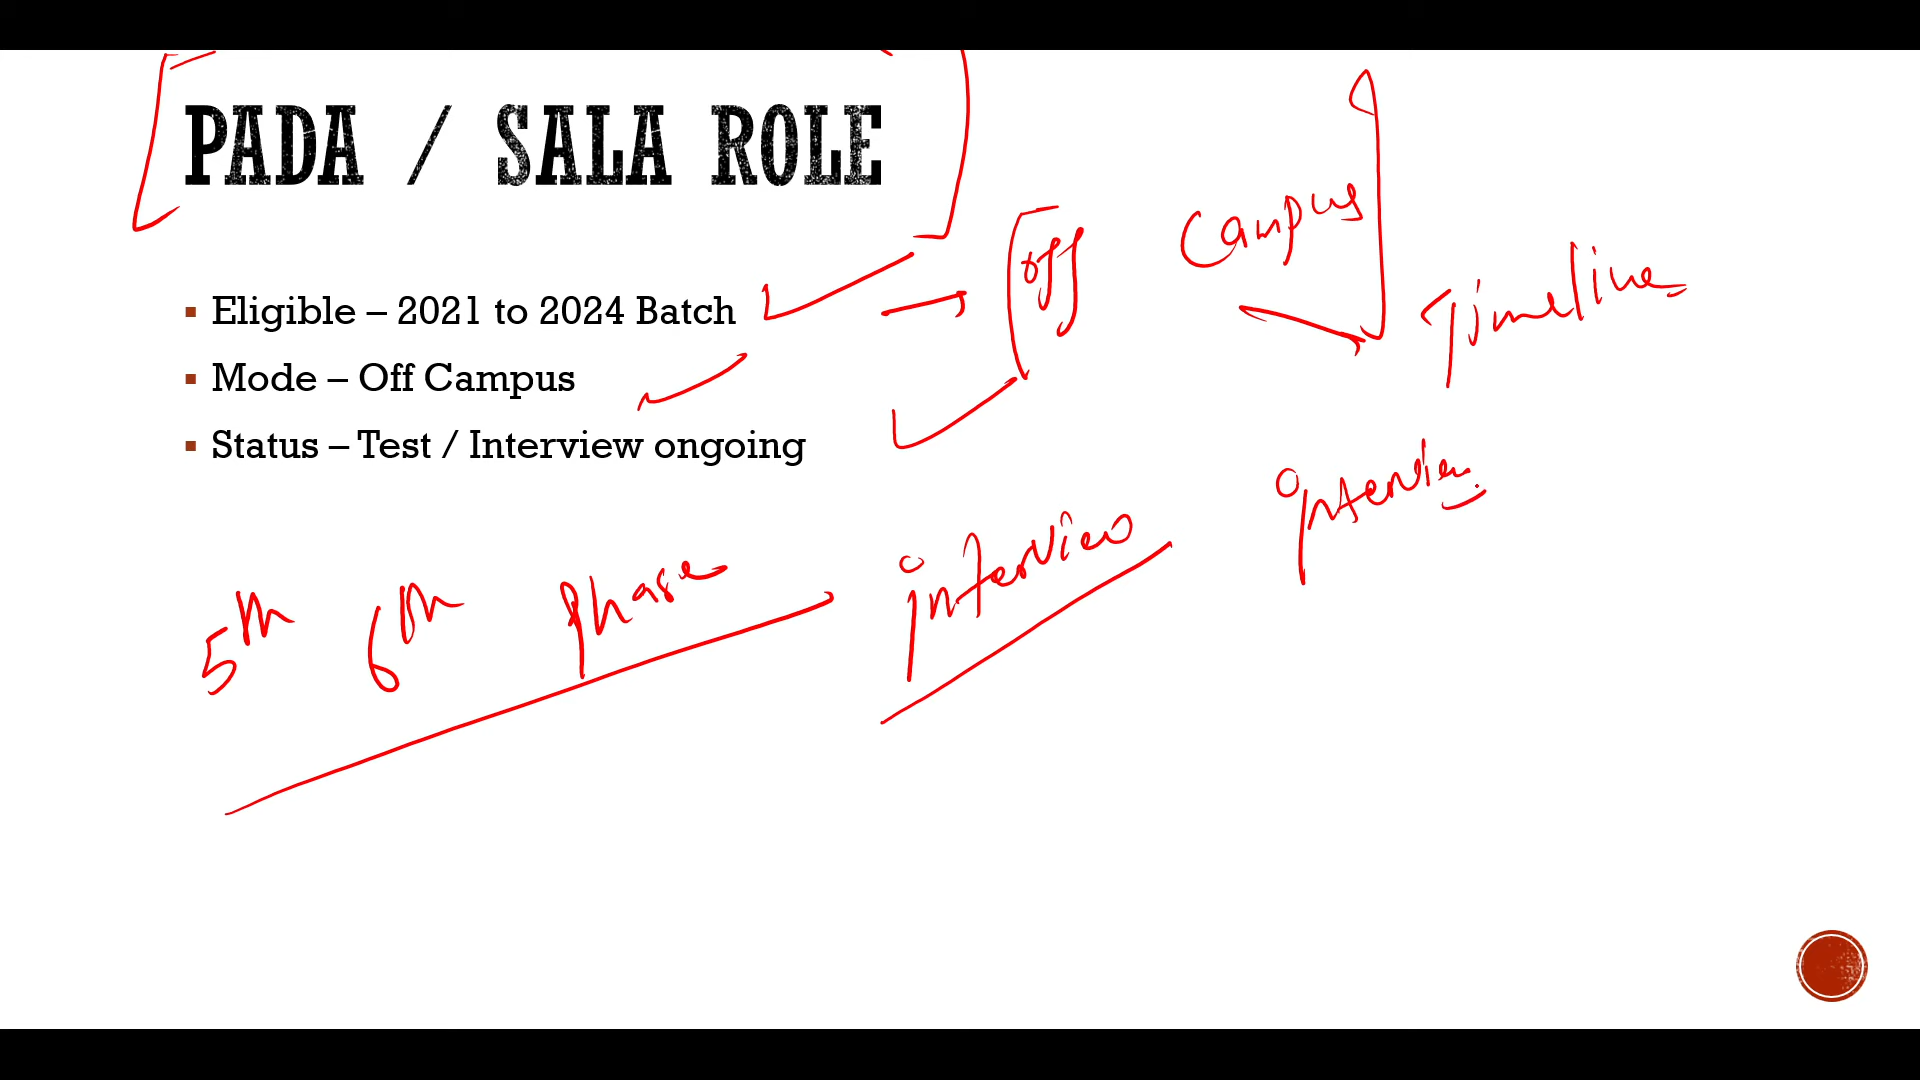 PADA / SALA ROLE
▪ Eligible – 2021 to 2024 Batch
▪ Mode – Off Campus
▪ Status – Test / Interview ongoing
off Campus
Timeline
5th 6th Phase interview